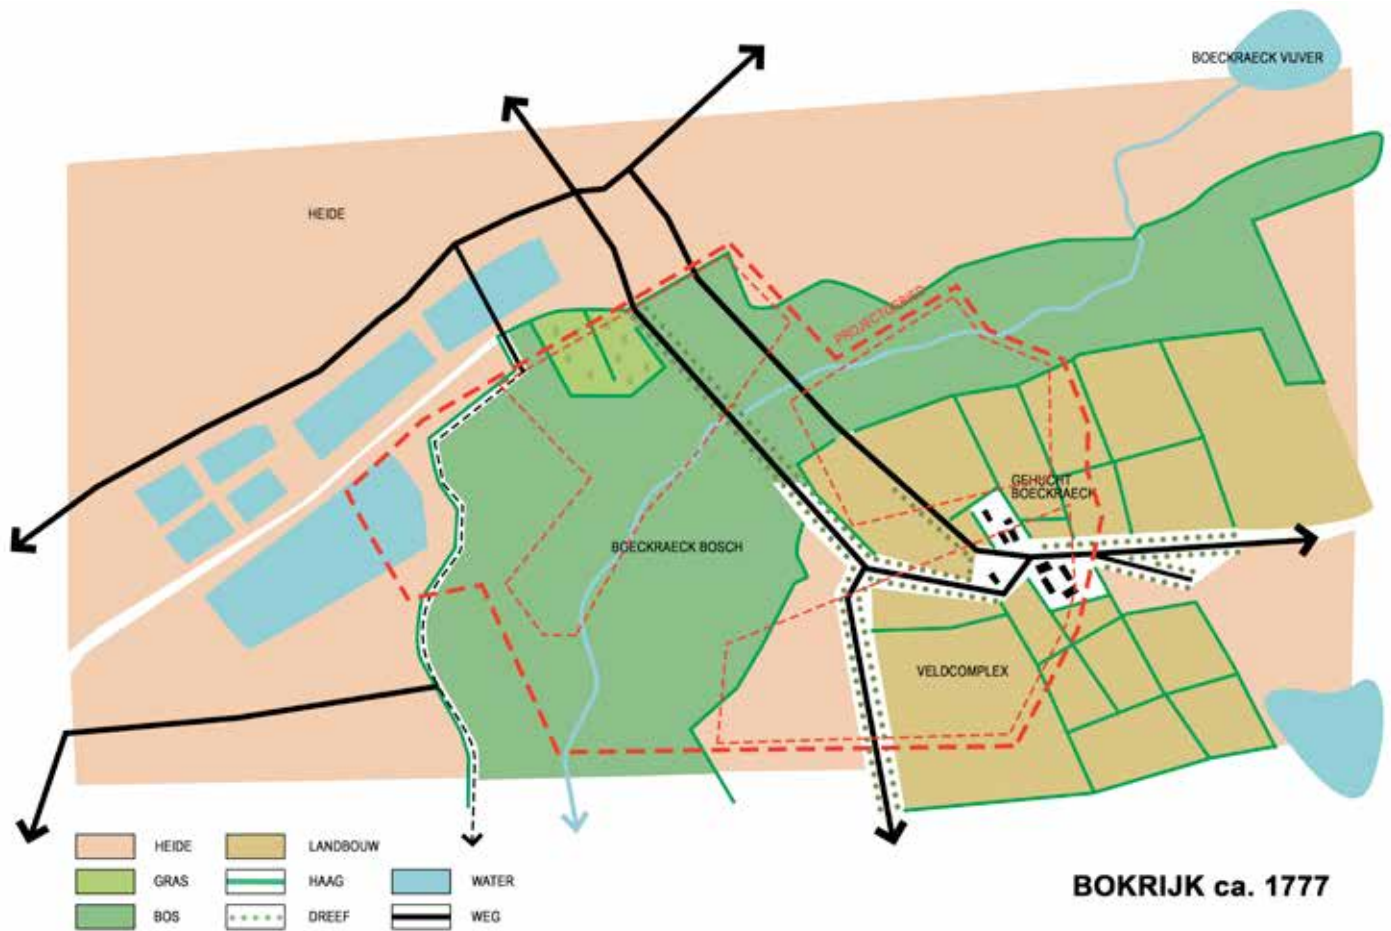 BOECKRAECK VIJVER
HEIDE
PROJECTGEBIED
GEHUCHT
BOECKRAECK
BOECKRAECK BOSCH
VELDCOMPLEX
HEIDE
LANDBOUW
GRAS
HAAG
WATER
BOS
DREEF
WEG
BOKRIJK ca. 1777